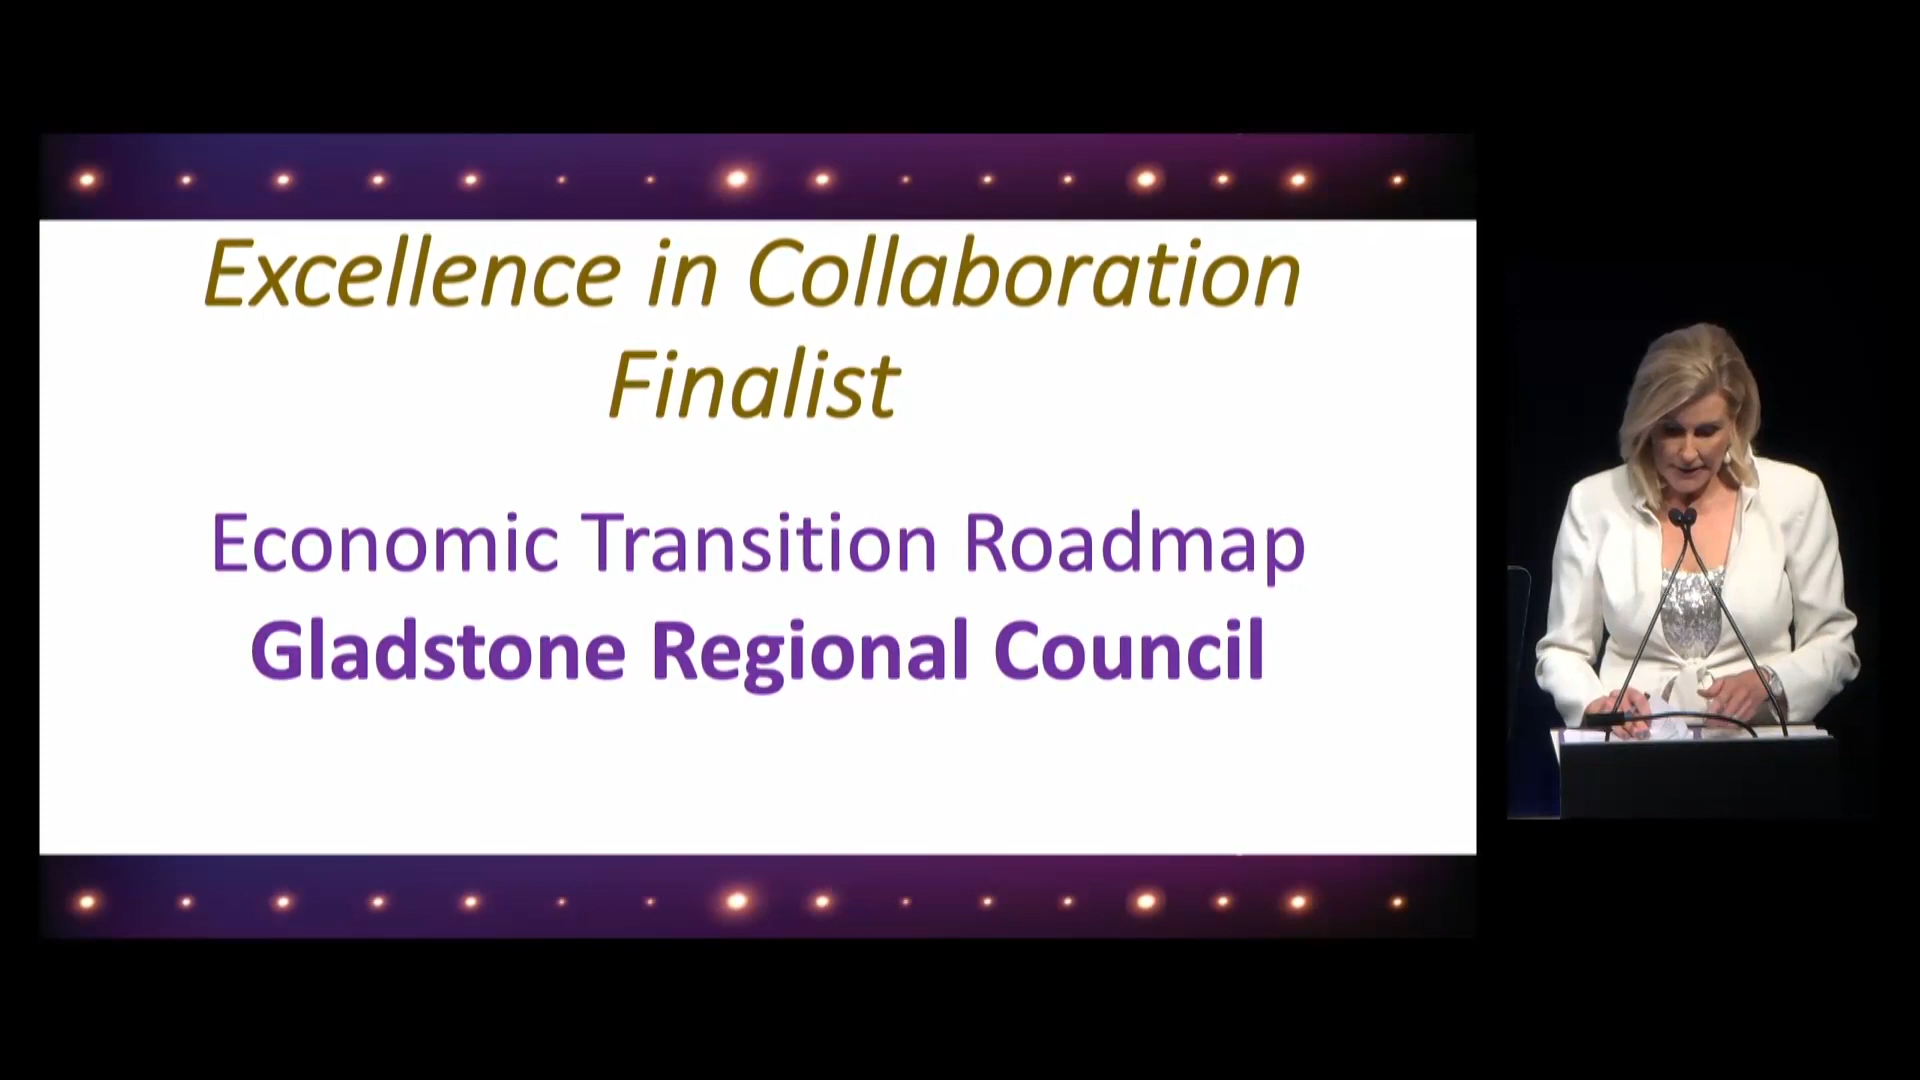 Excellence in Collaboration
Finalist
Economic Transition Roadmap
Gladstone Regional Council